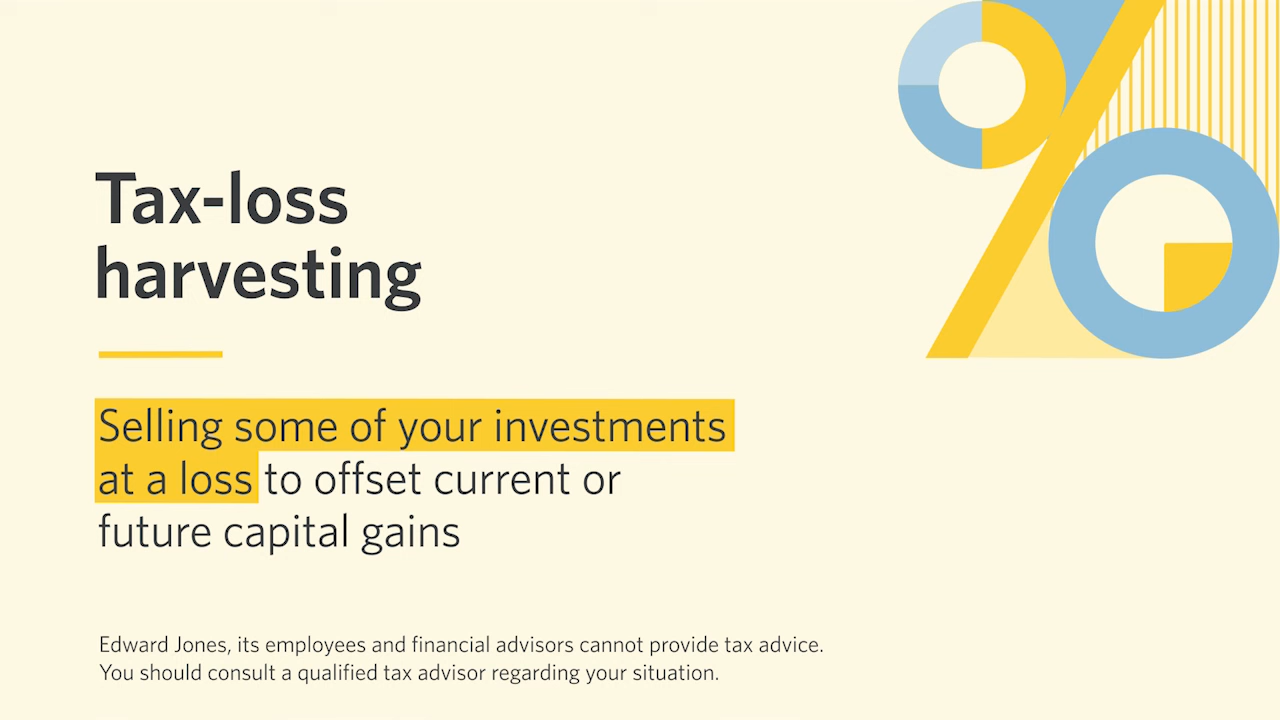 Tax-loss
harvesting
Selling some of your investments
at a loss to offset current or
future capital gains
Edward Jones, its employees and financial advisors cannot provide tax advice.
You should consult a qualified tax advisor regarding your situation.